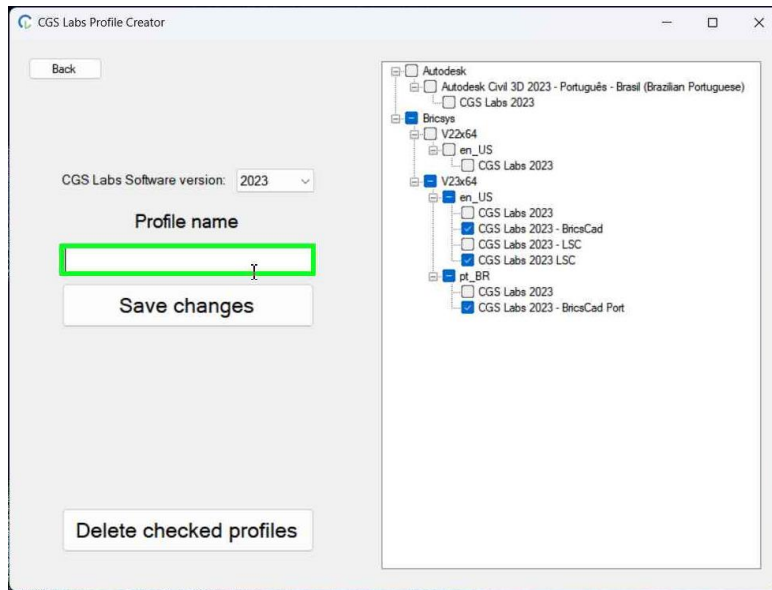 CGS Labs Profile Creator
Back
CGS Labs Software version: 2023
Profile name
Save changes
Delete checked profiles
Autodesk
Autodesk Civil 3D 2023 - Português - Brasil (Brazilian Portuguese)
CGS Labs 2023
Bricsys
V22x64
en_US
CGS Labs 2023
V23x64
en_US
CGS Labs 2023
CGS Labs 2023 - BricsCad
CGS Labs 2023 - LSC
CGS Labs 2023 LSC
pt_BR
CGS Labs 2023
CGS Labs 2023 - BricsCad Port